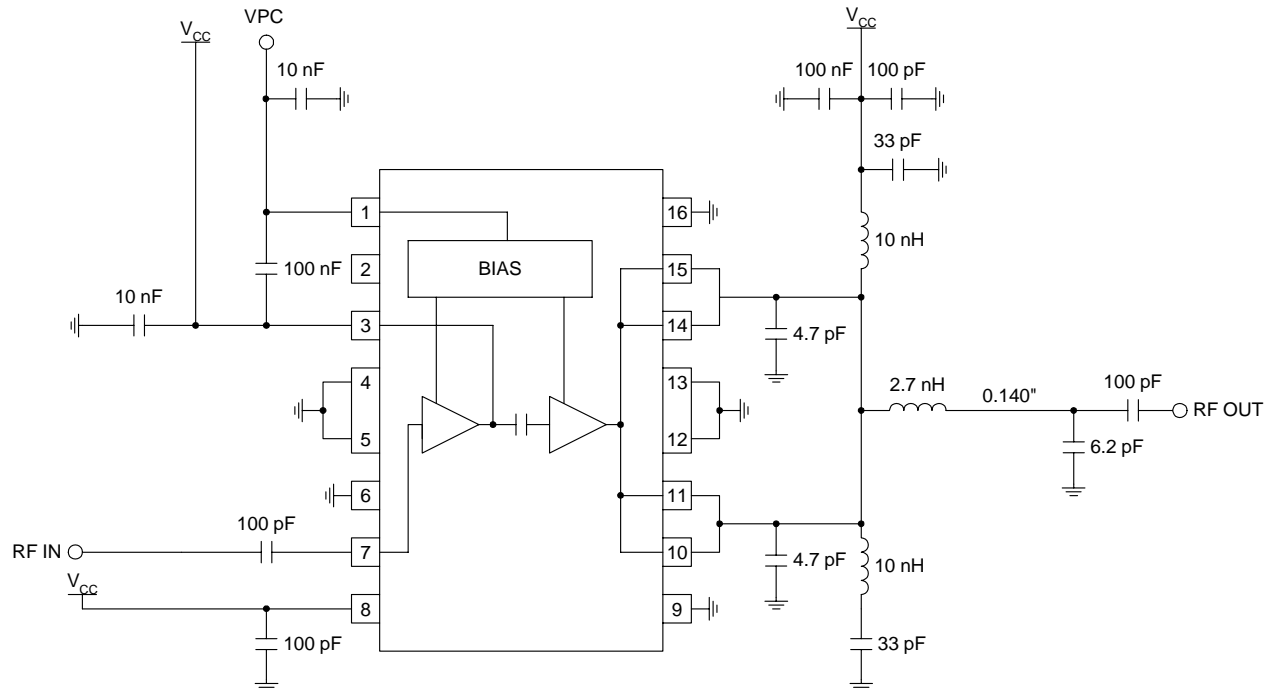 VPC
V_CC
V_CC
10 nF
100 nF
100 pF
33 pF
1
16
10 nH
2
BIAS
15
100 nF
10 nF
3
14
4.7 pF
4
13
2.7 nH
0.140"
100 pF
RF OUT
5
12
6.2 pF
6
11
100 pF
RF IN
7
10
4.7 pF
10 nH
V_CC
8
9
100 pF
33 pF